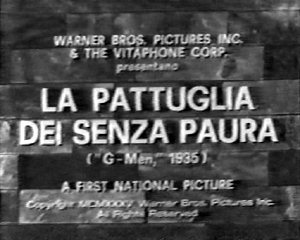 WARNER BROS. PICTURES INC.
& THE VITAPHONE CORP.
presentano
LA PATTUGLIA
DEI SENZA PAURA
("G-Men," 1935)
A FIRST NATIONAL PICTURE
Copyright MCMXXXV Warner Bros. Pictures Inc.
All Rights Reserved